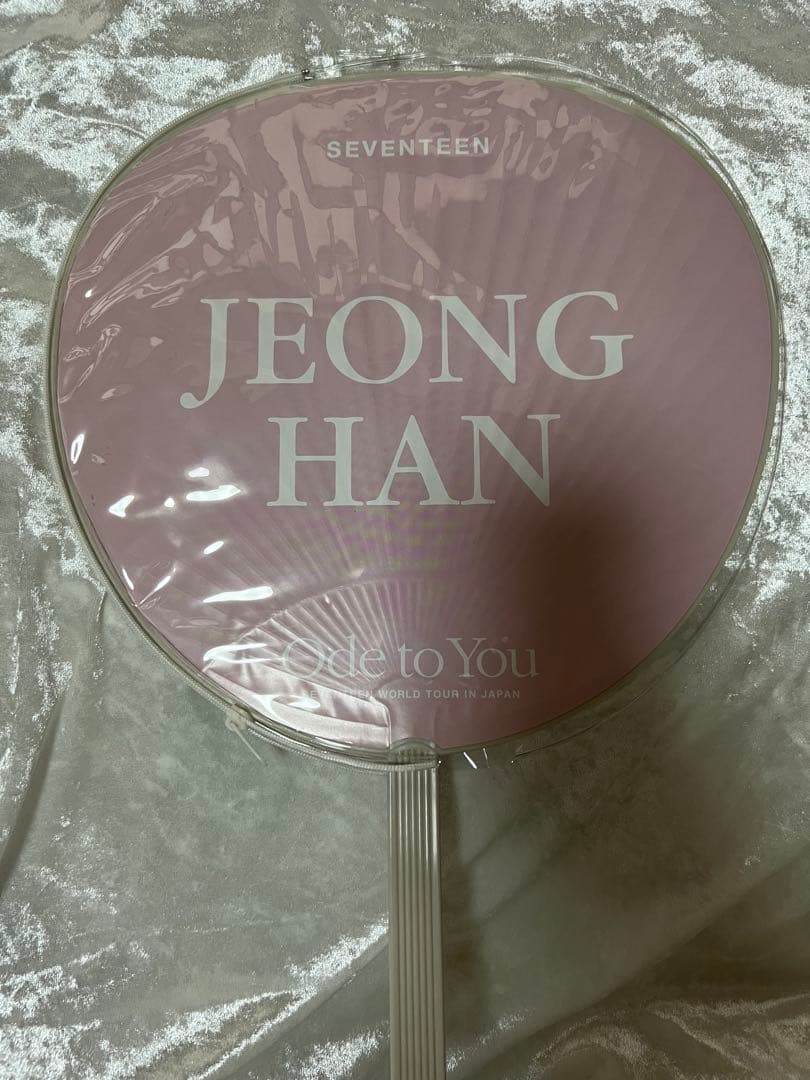 SEVENTEEN
JEONG
HAN
Ode to You
SEVENTEEN WORLD TOUR IN JAPAN